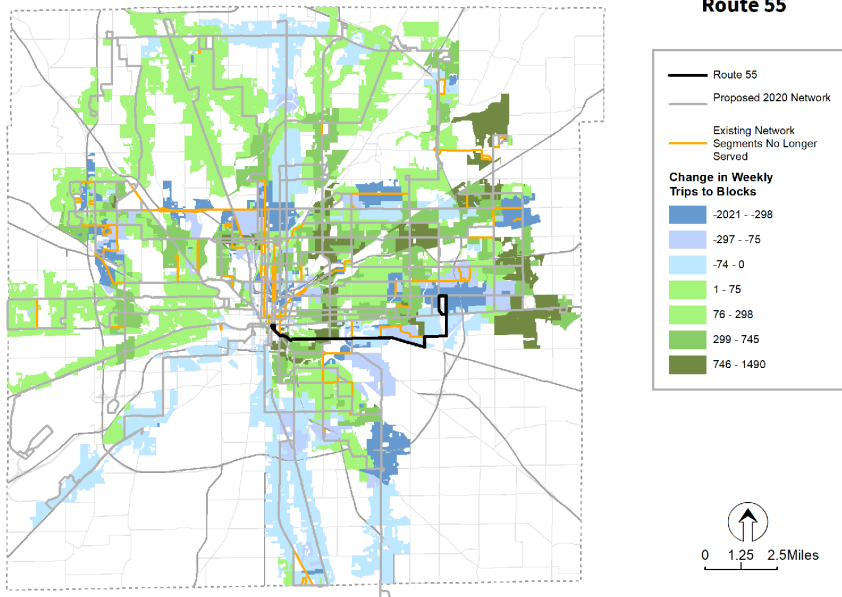 Route 55
Route 55
Proposed 2020 Network
Existing Network
Segments No Longer
Served
Change in Weekly
Trips to Blocks
-2021 - -298
-297 - -75
-74 - 0
1 - 75
76 - 298
299 - 745
746 - 1490
0 1.25 2.5Miles